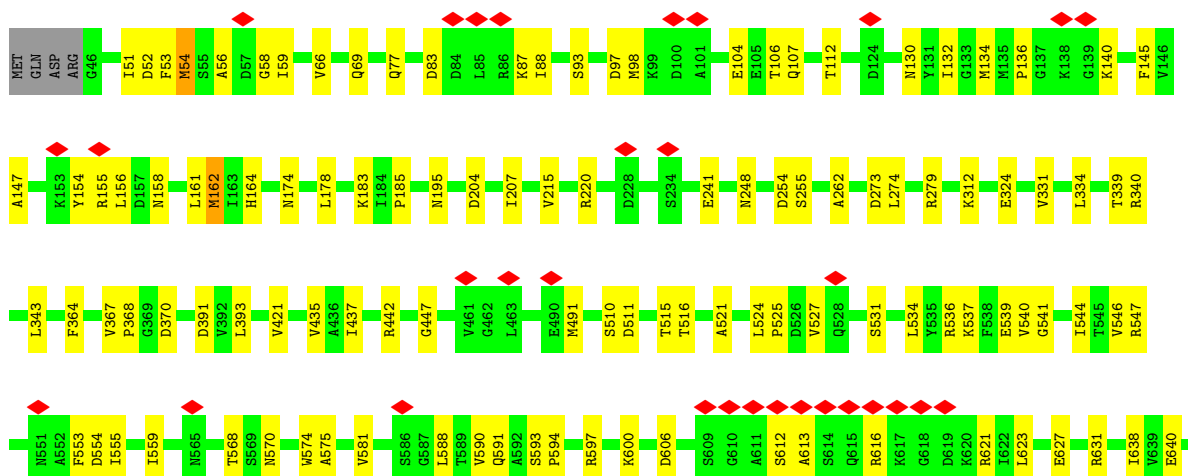 MET GLN ASP ARG G46 I51 D52 F53 M54 S55 A56 D57 G58 I59 V66 Q69 Q77 D83 D84 L85 R86 K87 I88 S93 D97 M98 K99 D100 A101 E104 E105 T106 Q107 T112 D124 N130 Y131 I132 G133 M134 M135 P136 G137 K138 G139 K140 F145 V146
A147 K153 Y154 R155 L156 D157 N158 L161 M162 I163 H164 N174 L178 K183 I184 P185 N195 D204 I207 V215 R220 D228 S234 E241 N248 D254 S255 A262 D273 L274 R279 K312 E324 V331 L334 T339 R340
L343 F364 V367 P368 G369 D370 D391 V392 L393 V421 V435 A436 I437 R442 G447 V461 G462 L463 E490 M491 S510 D511 T515 T516 A521 L524 P525 D526 V527 Q528 S531 L534 Y535 R536 K537 F538 E539 V540 G541 I544 T545 V546 R547
N551 A552 F553 D554 I555 I559 N565 T568 S569 N570 W574 A575 V581 S586 G587 L588 T589 V590 Q591 A592 S593 P594 R597 K600 D606 S609 G610 A611 S612 A613 S614 Q615 R616 K617 G618 D619 K620 R621 I622 L623 E627 R631 I638 V639 E640